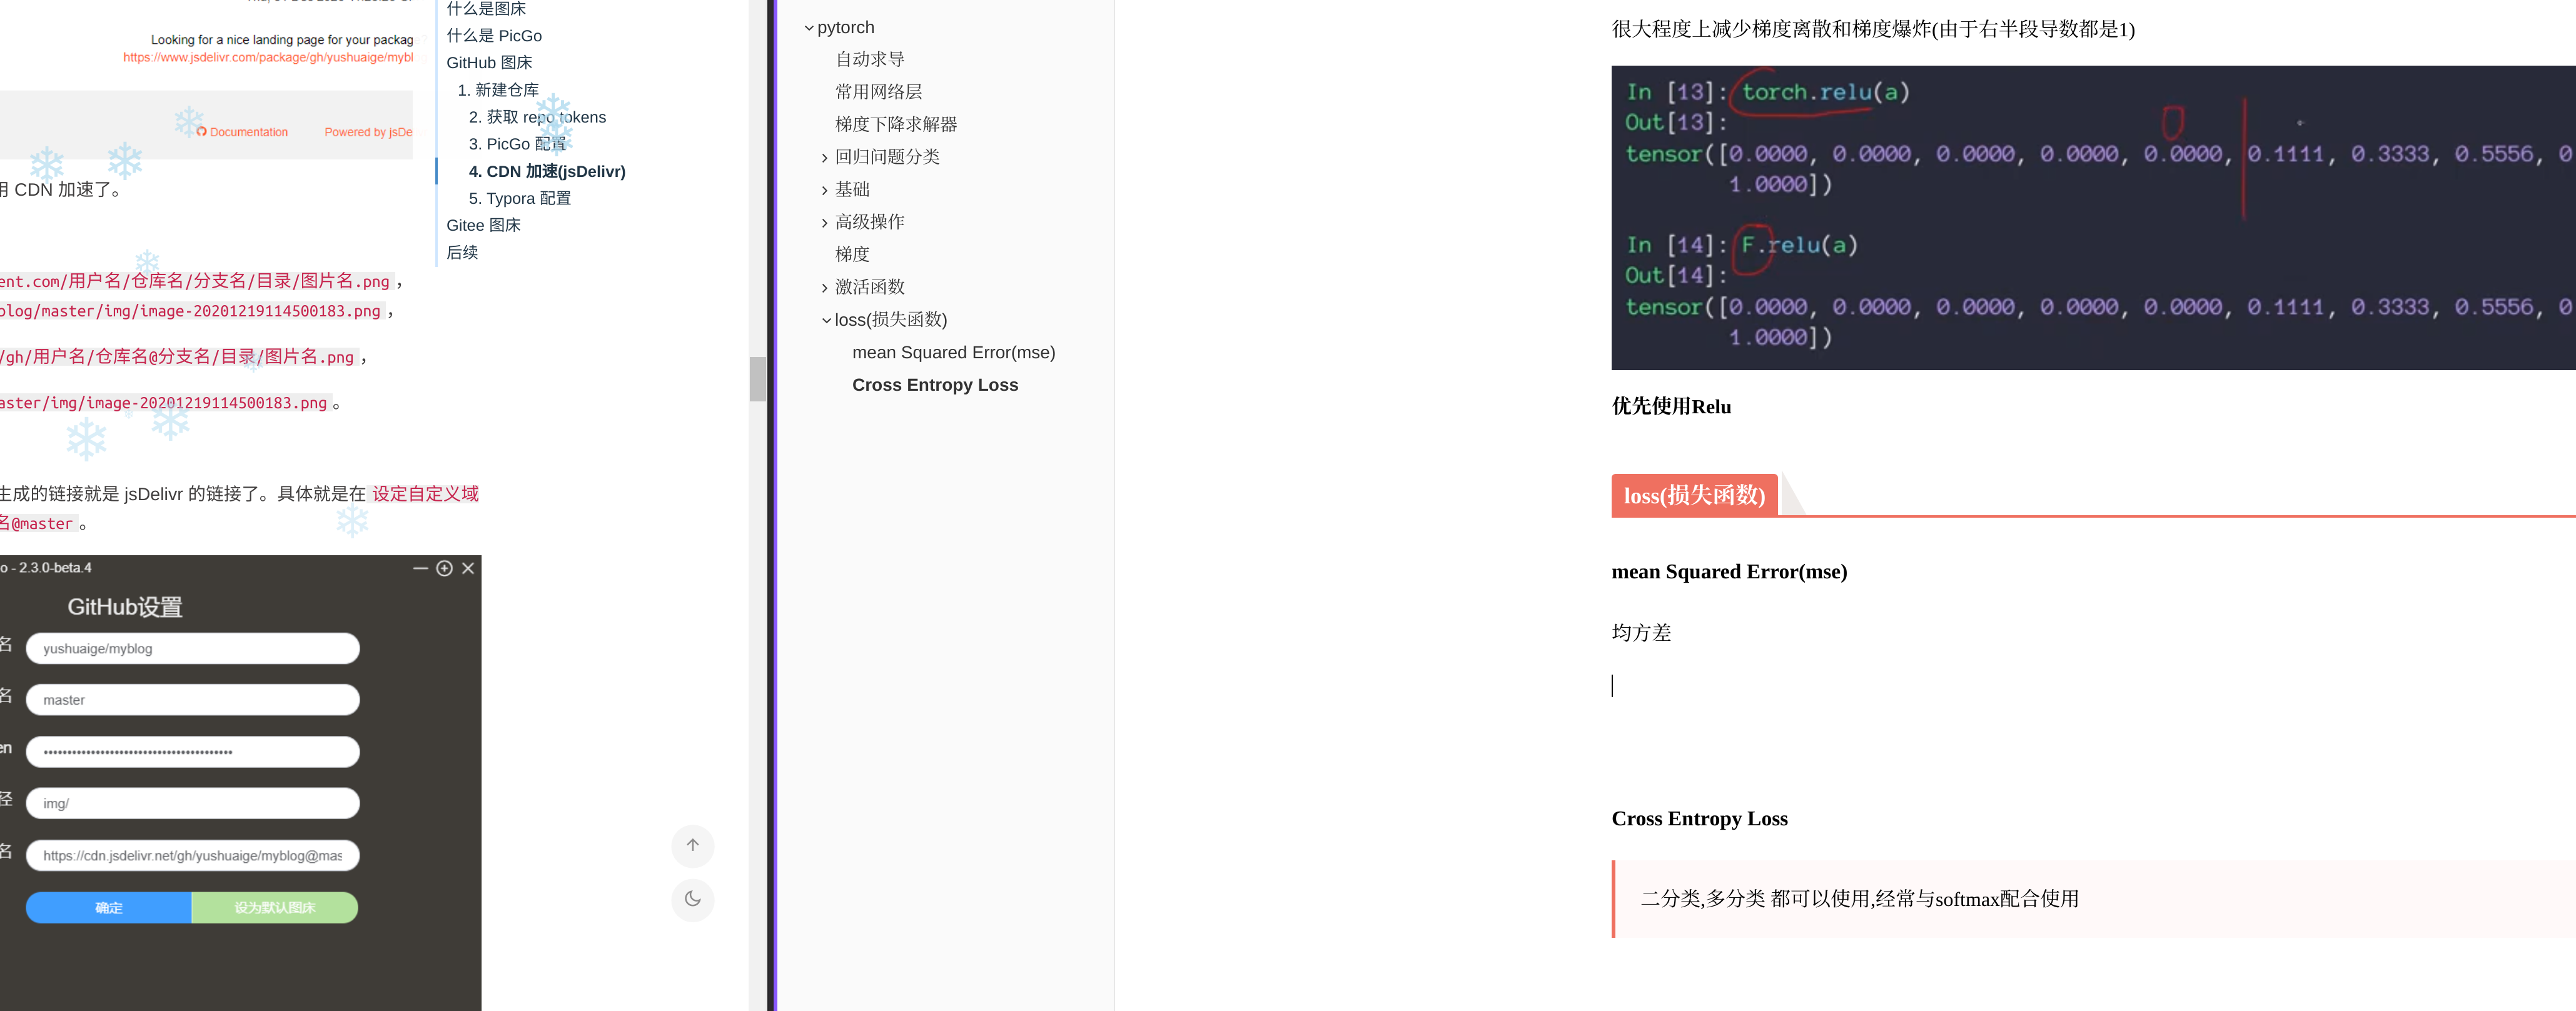 Looking for a nice landing page for your packag
https://www.jsdelivr.com/package/gh/yushuaige/mybl
Documentation
Powered by jsDe
用 CDN 加速了。
ent.com/用户名/仓库名/分支名/目录/图片名.png，
blog/master/img/image-20201219114500183.png，
/gh/用户名/仓库名@分支名/目录/图片名.png，
aster/img/image-20201219114500183.png。
生成的链接就是 jsDelivr 的链接了。具体就是在 设定自定义域
名@master。
o - 2.3.0-beta.4
GitHub设置
名
yushuaige/myblog
名
master
en
••••••••••••••••••••••••••••••••••••••••
径
img/
名
https://cdn.jsdelivr.net/gh/yushuaige/myblog@mas
确定
设为默认图床
什么是图床
什么是 PicGo
GitHub 图床
1. 新建仓库
2. 获取 repo tokens
3. PicGo 配置
4. CDN 加速(jsDelivr)
5. Typora 配置
Gitee 图床
后续
pytorch
自动求导
常用网络层
梯度下降求解器
回归问题分类
基础
高级操作
梯度
激活函数
loss(损失函数)
mean Squared Error(mse)
Cross Entropy Loss
很大程度上减少梯度离散和梯度爆炸(由于右半段导数都是1)
In [13]: torch.relu(a)
Out[13]:
tensor([0.0000, 0.0000, 0.0000, 0.0000, 0.0000, 0.1111, 0.3333, 0.5556, 0
1.0000])
In [14]: F.relu(a)
Out[14]:
tensor([0.0000, 0.0000, 0.0000, 0.0000, 0.0000, 0.1111, 0.3333, 0.5556, 0
1.0000])
优先使用Relu
loss(损失函数)
mean Squared Error(mse)
均方差
Cross Entropy Loss
二分类,多分类 都可以使用,经常与softmax配合使用